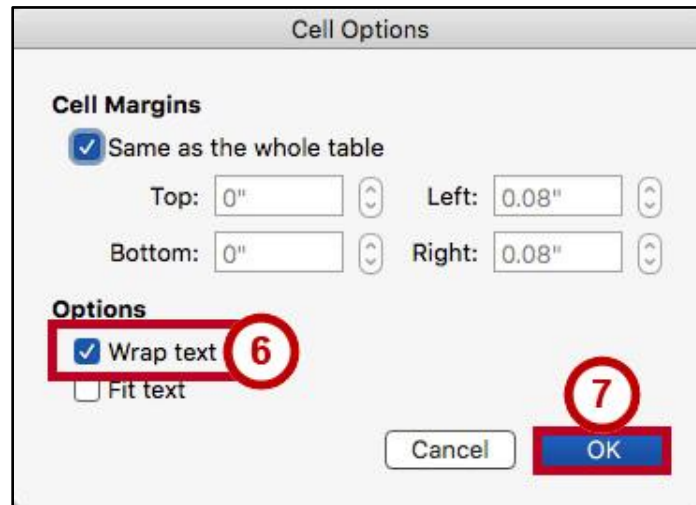 Cell Options
Cell Margins
Same as the whole table
Top: 0" Left: 0.08"
Bottom: 0" Right: 0.08"
Options
Wrap text 6
Fit text
7
Cancel OK